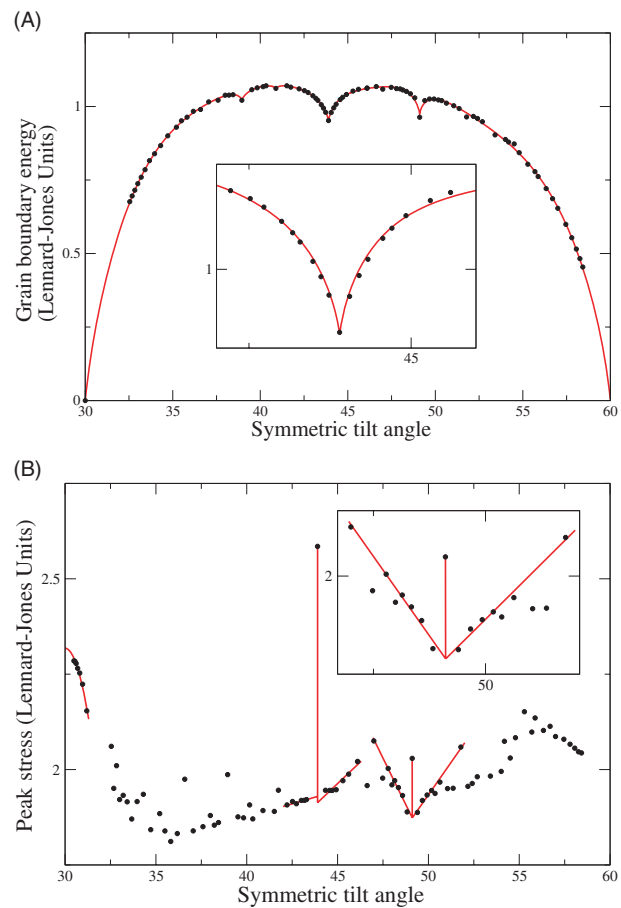 (A)
Grain boundary energy
(Lennard-Jones Units)
1
0.5
0
1
45
30 35 40 45 50 55 60
Symmetric tilt angle
(B)
Peak stress (Lennard-Jones Units)
2.5
2
2
50
30 35 40 45 50 55 60
Symmetric tilt angle